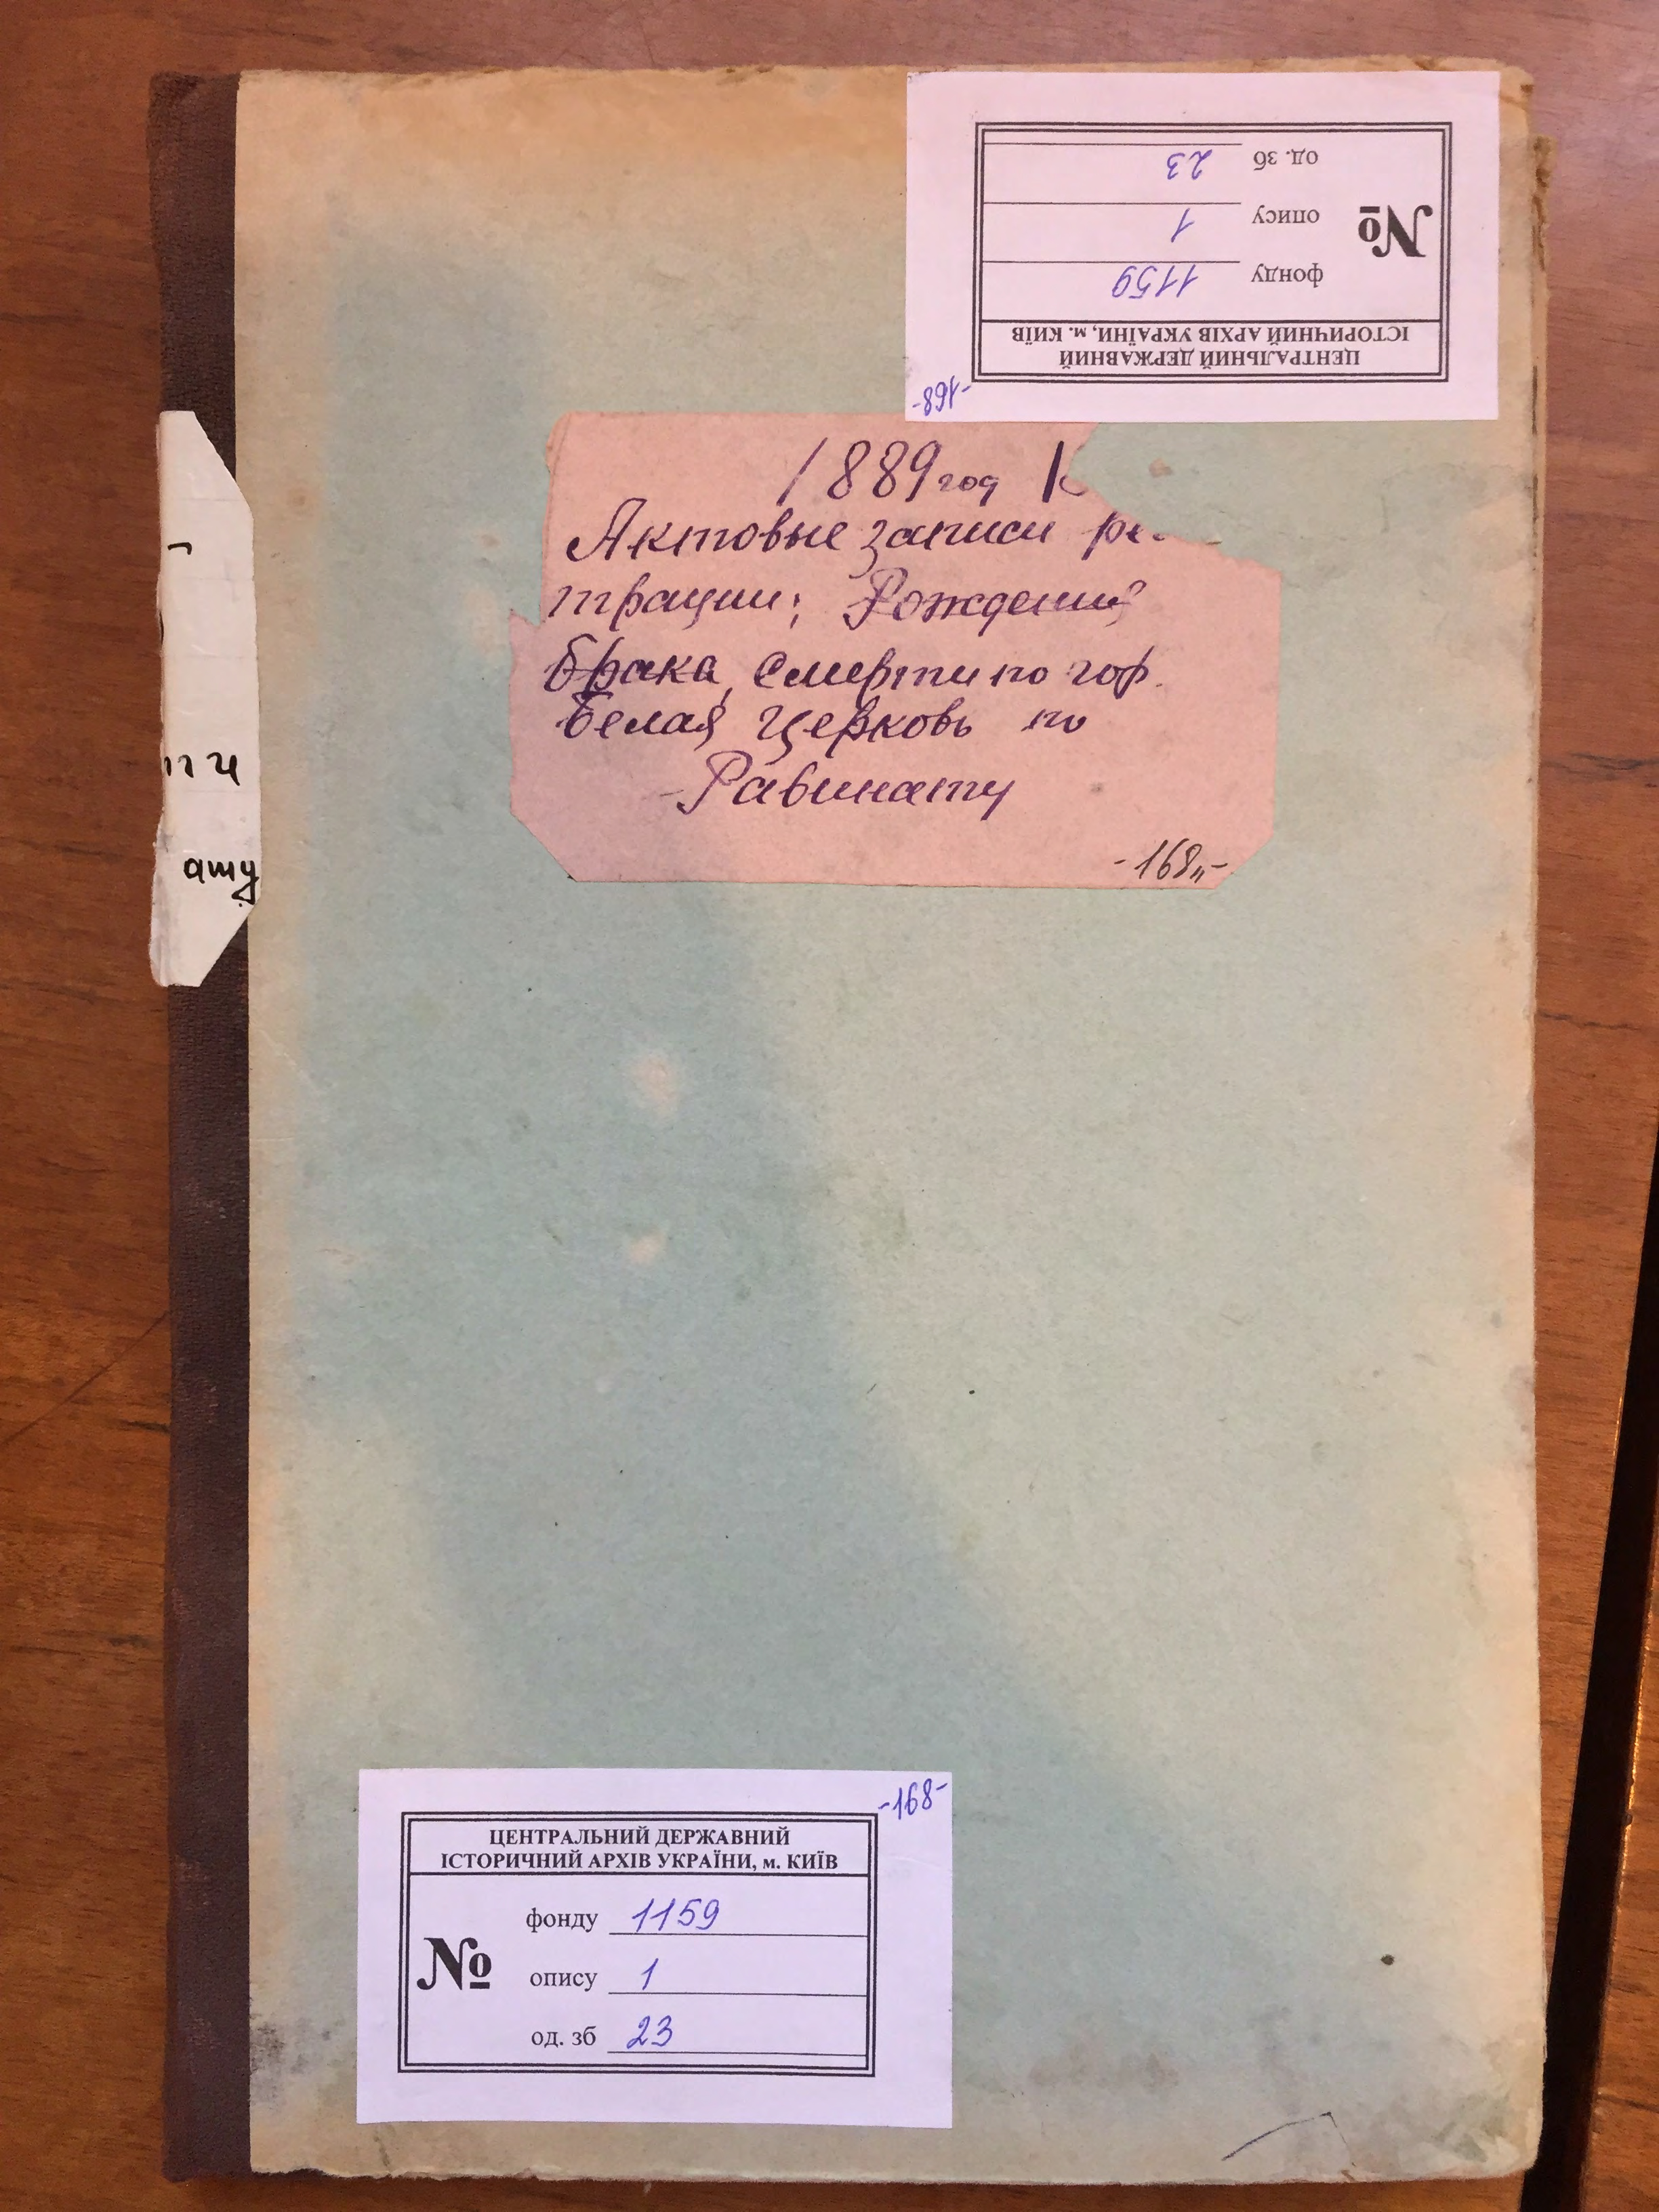 ЦЕНТРАЛЬНИЙ ДЕРЖАВНИЙ
ІСТОРИЧНИЙ АРХІВ УКРАЇНИ, м. КИЇВ
№
фонду 1159
опису 1
од. зб 23
-168-
1889 год
Актовые записи ре
трации; Рождения,
брака, смерти по гор.
Белая Церковь по
Равинату
-168-
ату
-168-
ЦЕНТРАЛЬНИЙ ДЕРЖАВНИЙ
ІСТОРИЧНИЙ АРХІВ УКРАЇНИ, м. КИЇВ
№
фонду 1159
опису 1
од. зб 23